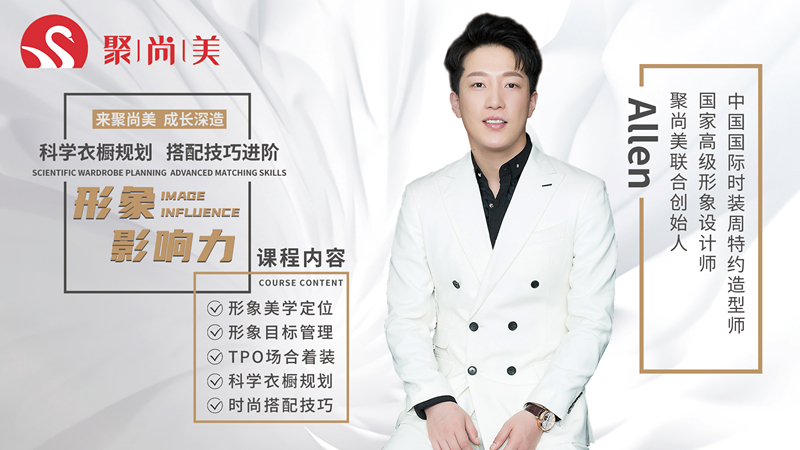 聚尚美
来聚尚美 成长深造
科学衣橱规划 搭配技巧进阶
SCIENTIFIC WARDROBE PLANNING ADVANCED MATCHING SKILLS
形象 IMAGE INFLUENCE
影响力
课程内容
COURSE CONTENT
形象美学定位
形象目标管理
TPO场合着装
科学衣橱规划
时尚搭配技巧
中国国际时装周特约造型师
国家高级形象设计师
聚尚美联合创始人
Allen